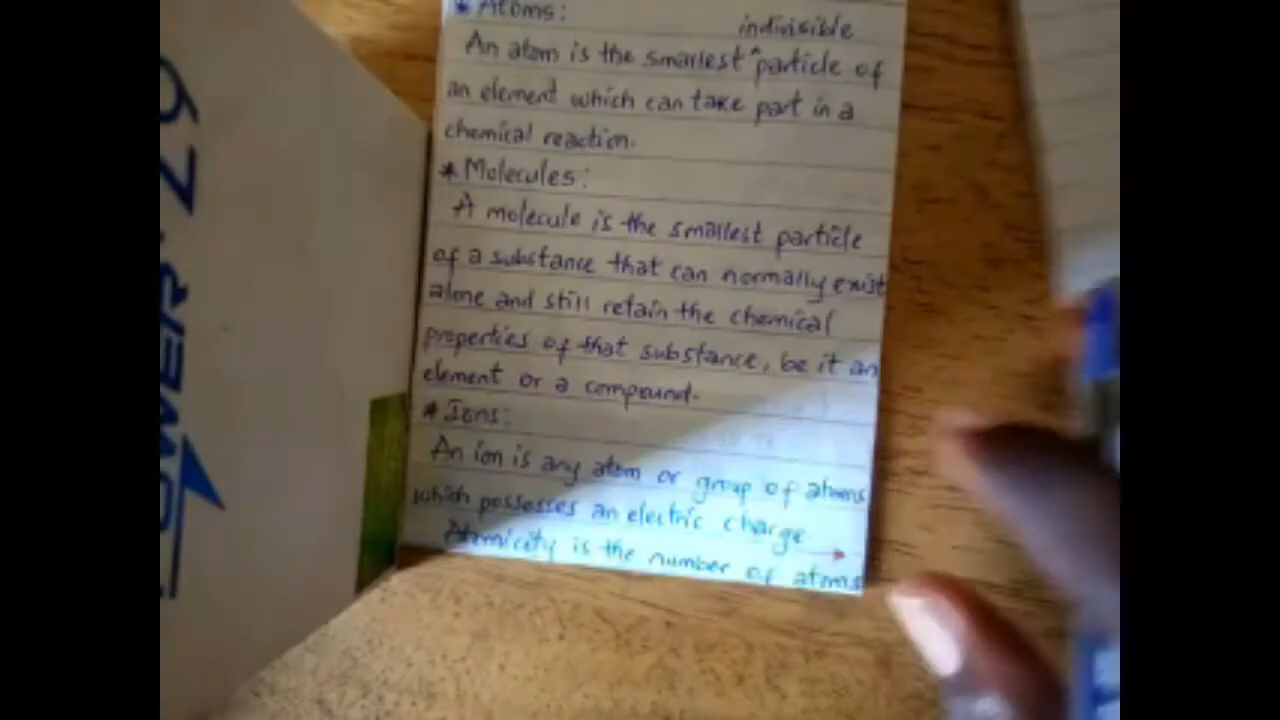 * Atoms:
indivisible
An atom is the smallest ^ particle of
an element which can take part in a
chemical reaction.
* Molecules:
A molecule is the smallest particle
of a substance that can normally exist
alone and still retain the chemical
properties of that substance, be it an
element or a compound.
* Ions:
An ion is any atom or group of atoms
which possesses an electric charge
Atomicity is the number of atoms